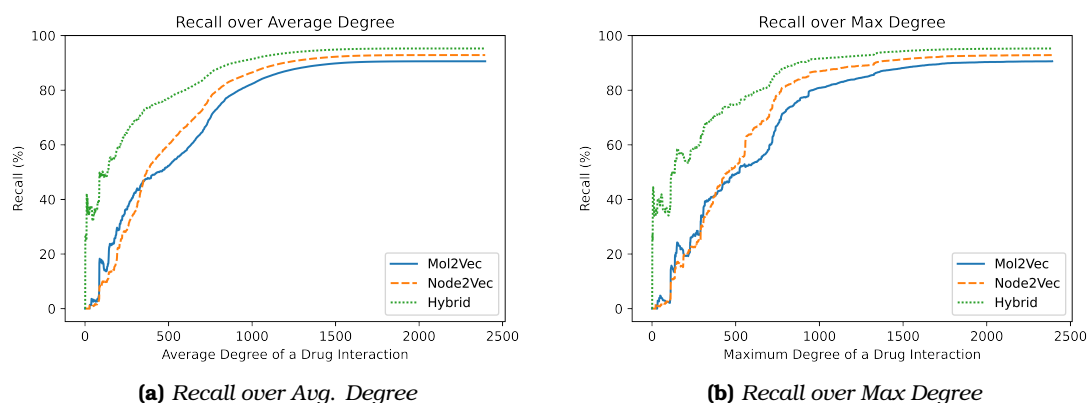 Recall over Average Degree
100
80
60
40
20
0
Recall (%)
0 500 1000 1500 2000 2500
Average Degree of a Drug Interaction
Mol2Vec
Node2Vec
Hybrid
(a) Recall over Avg. Degree
Recall over Max Degree
100
80
60
40
20
0
Recall (%)
0 500 1000 1500 2000 2500
Maximum Degree of a Drug Interaction
Mol2Vec
Node2Vec
Hybrid
(b) Recall over Max Degree